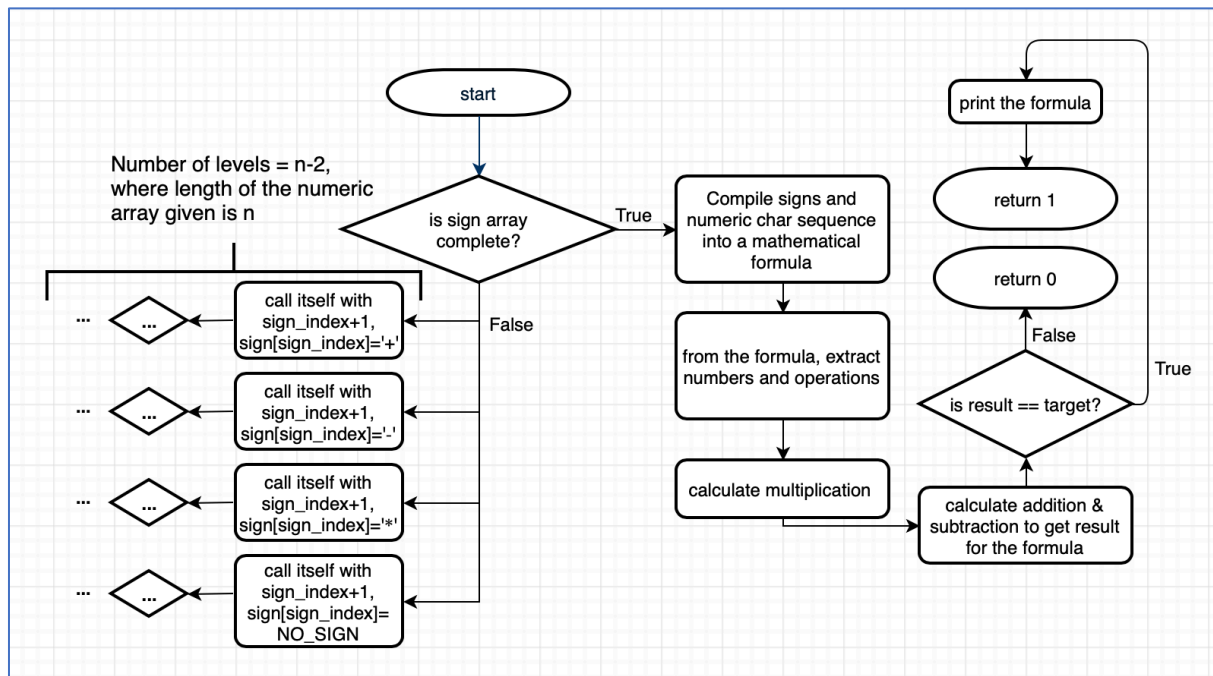 start
Number of levels = n-2,
where length of the numeric
array given is n
is sign array
complete?
True
False
call itself with
sign_index+1,
sign[sign_index]='+'
...
...
call itself with
sign_index+1,
sign[sign_index]='-'
...
...
call itself with
sign_index+1,
sign[sign_index]='*'
...
...
call itself with
sign_index+1,
sign[sign_index]=
NO_SIGN
...
...
Compile signs and
numeric char sequence
into a mathematical
formula
from the formula, extract
numbers and operations
calculate multiplication
calculate addition &
subtraction to get result
for the formula
is result == target?
False
True
return 0
print the formula
return 1